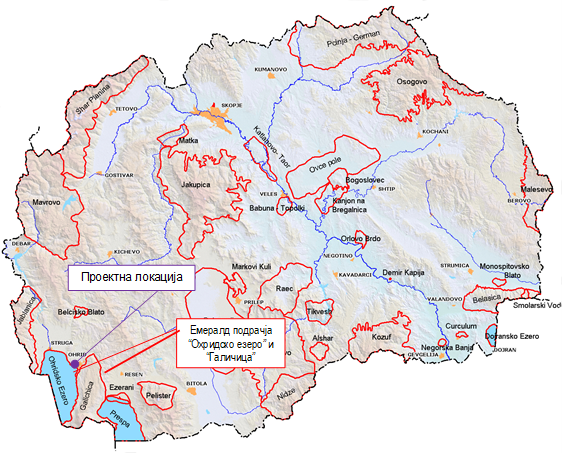 Pcinja - German
KUMANOVO
Osogovo
Shar Planina
TETOVO
SKOPJE
Katlanovo- Taor
KOCHANI
Matka
Ovce pole
GOSTIVAR
Jakupica
Bogoslovec
SHTIP
Malesevo
VELES
Kanjon na
Bregalnica
BEROVO
Mavrovo
Babuna
Topolki
Orlovo Brdo
DEBAR
KICHEVO
NEGOTINO
STRUMICA
Monospitovsko
Blato
Markovi Kuli
KAVADARCI
Demir Kapija
Проектна локација
Raec
VALANDOVO
Belasica
Smolarski Vod
Jablanica
PRILEP
Belcisko Blato
Tikvesh
Емералд подрачја
“Охридско езеро” и
“Галичица”
STRUGA
OHRID
Alshar
Kozuf
Curculum
Doransko Ezero
Negorska Banja
GEVGELIJA
DOJRAN
Ohridsko Ezero
Galichica
RESEN
Ezerani
Pelister
BITOLA
Nidze
Prespa